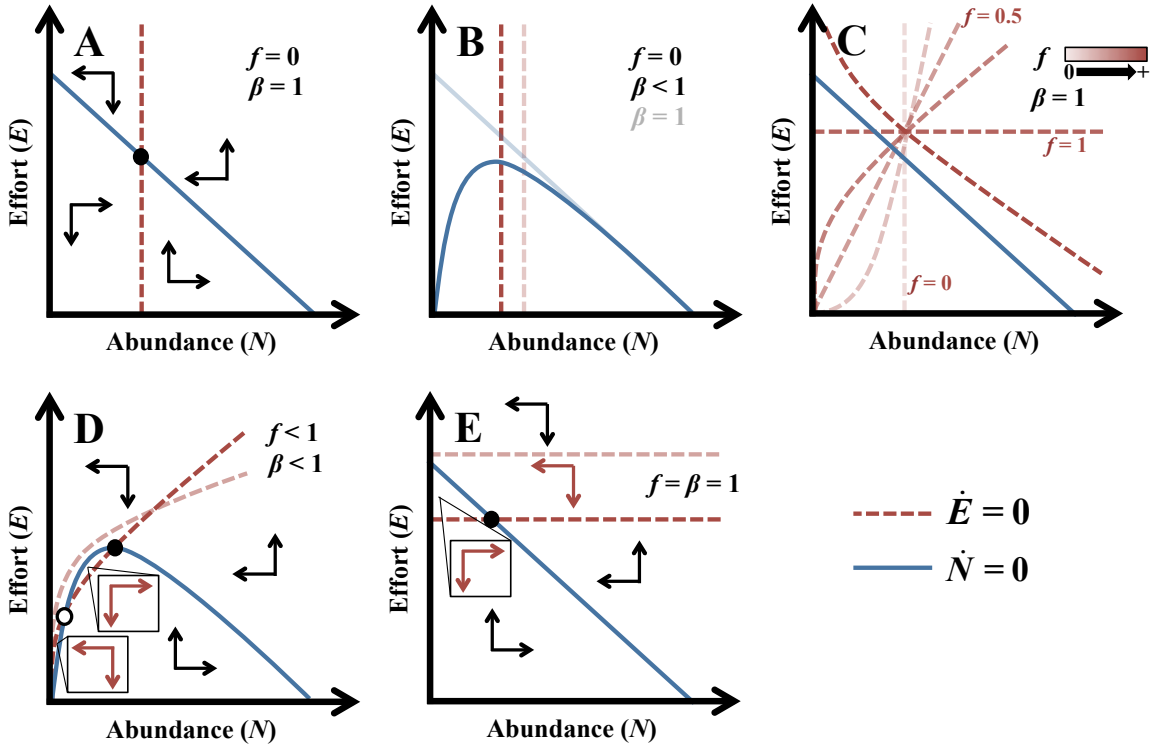 A
f = 0
β = 1
Effort (E)
Abundance (N)
B
f = 0
β < 1
β = 1
Effort (E)
Abundance (N)
C
f = 0.5
f
0 +
β = 1
f = 1
f = 0
Effort (E)
Abundance (N)
D
f < 1
β < 1
Effort (E)
Abundance (N)
E
f = β = 1
Effort (E)
Abundance (N)
Ė = 0
Ṅ = 0